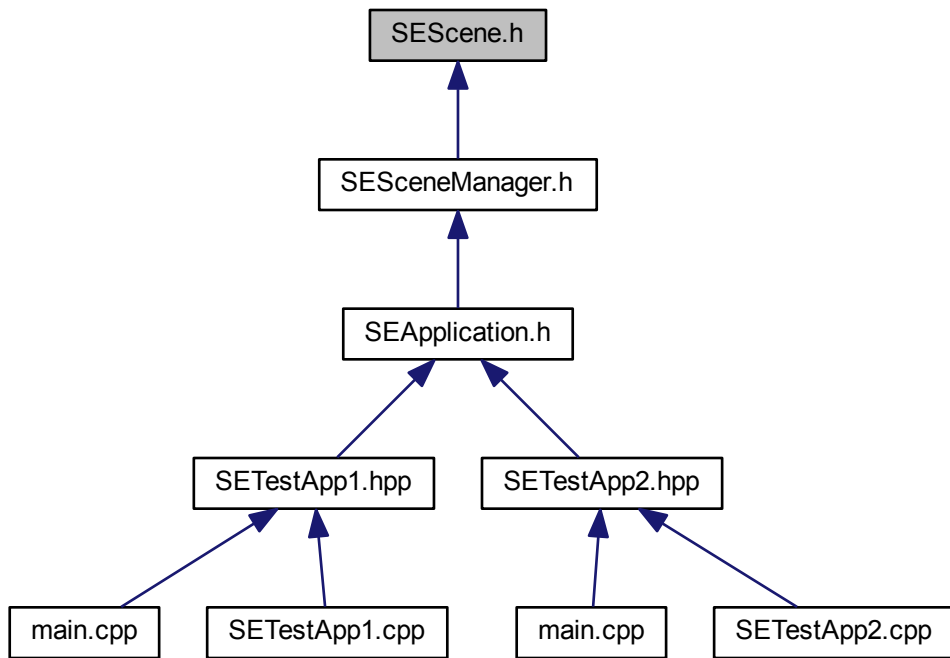 SEScene.h
SESceneManager.h
SEApplication.h
SETestApp1.hpp
SETestApp2.hpp
main.cpp
SETestApp1.cpp
main.cpp
SETestApp2.cpp